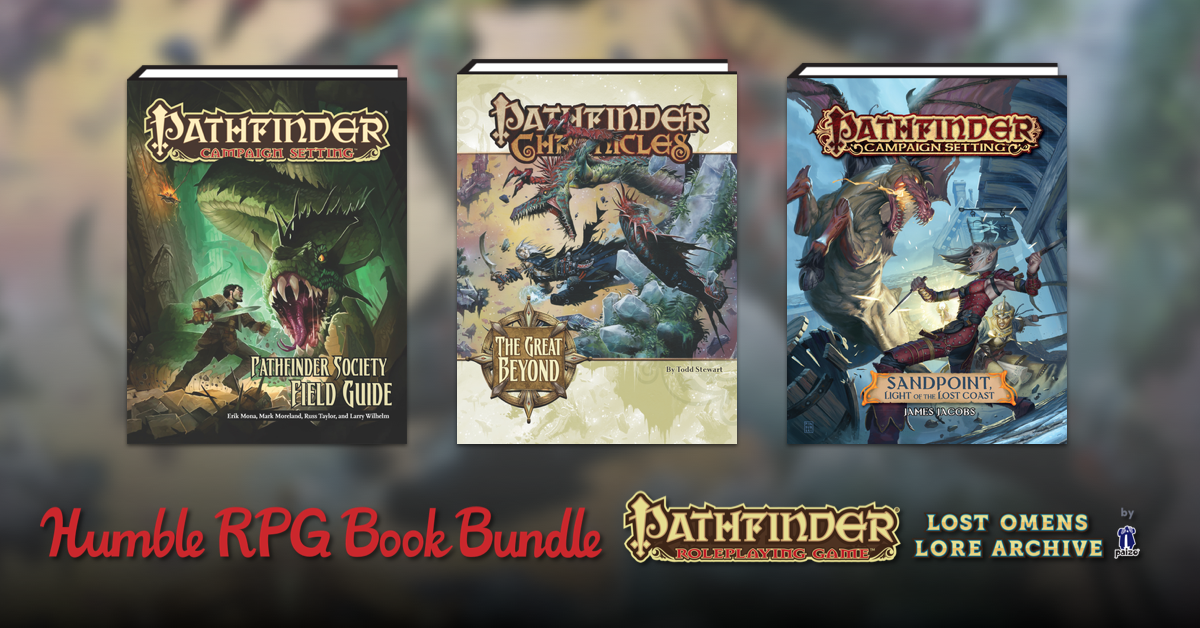 PATHFINDER
CAMPAIGN SETTING™
PATHFINDER SOCIETY
FIELD GUIDE
Erik Mona, Mark Moreland, Russ Taylor, and Larry Wilhelm
PATHFINDER
CHRONICLES
THE GREAT
BEYOND
By Todd Stewart
PATHFINDER
CAMPAIGN SETTING
SANDPOINT,
LIGHT OF THE LOST COAST
JAMES JACOBS
Humble RPG Book Bundle
PATHFINDER®
ROLEPLAYING GAME™
LOST OMENS
LORE ARCHIVE
by
paizo